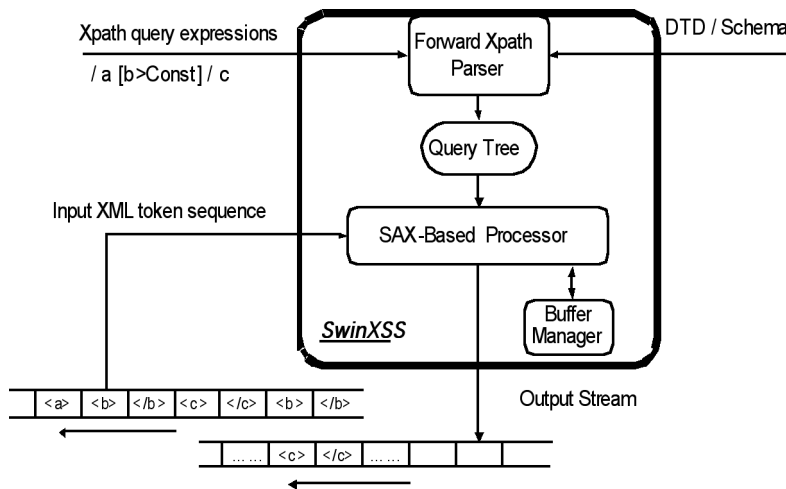 Xpath query expressions
/ a [b>Const] / c
Forward Xpath
Parser
DTD / Schema
Query Tree
Input XML token sequence
SAX-Based Processor
Buffer
Manager
SwinXSS
<a> <b> </b> <c> </c> <b> </b>
Output Stream
...... <c> </c> ......